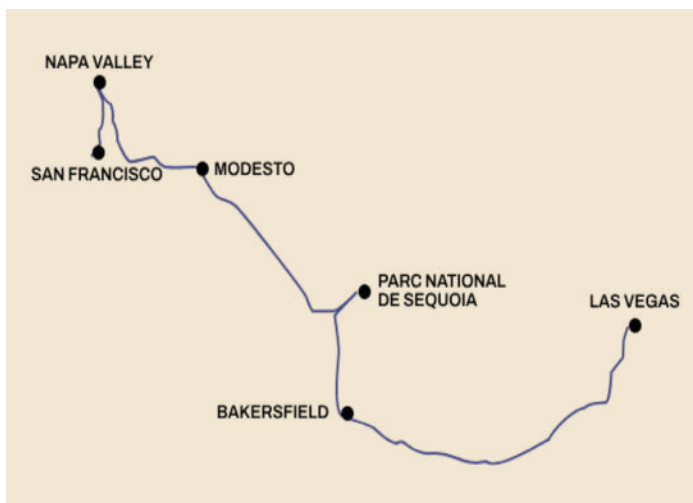 NAPA VALLEY
SAN FRANCISCO
MODESTO
PARC NATIONAL
DE SEQUOIA
LAS VEGAS
BAKERSFIELD